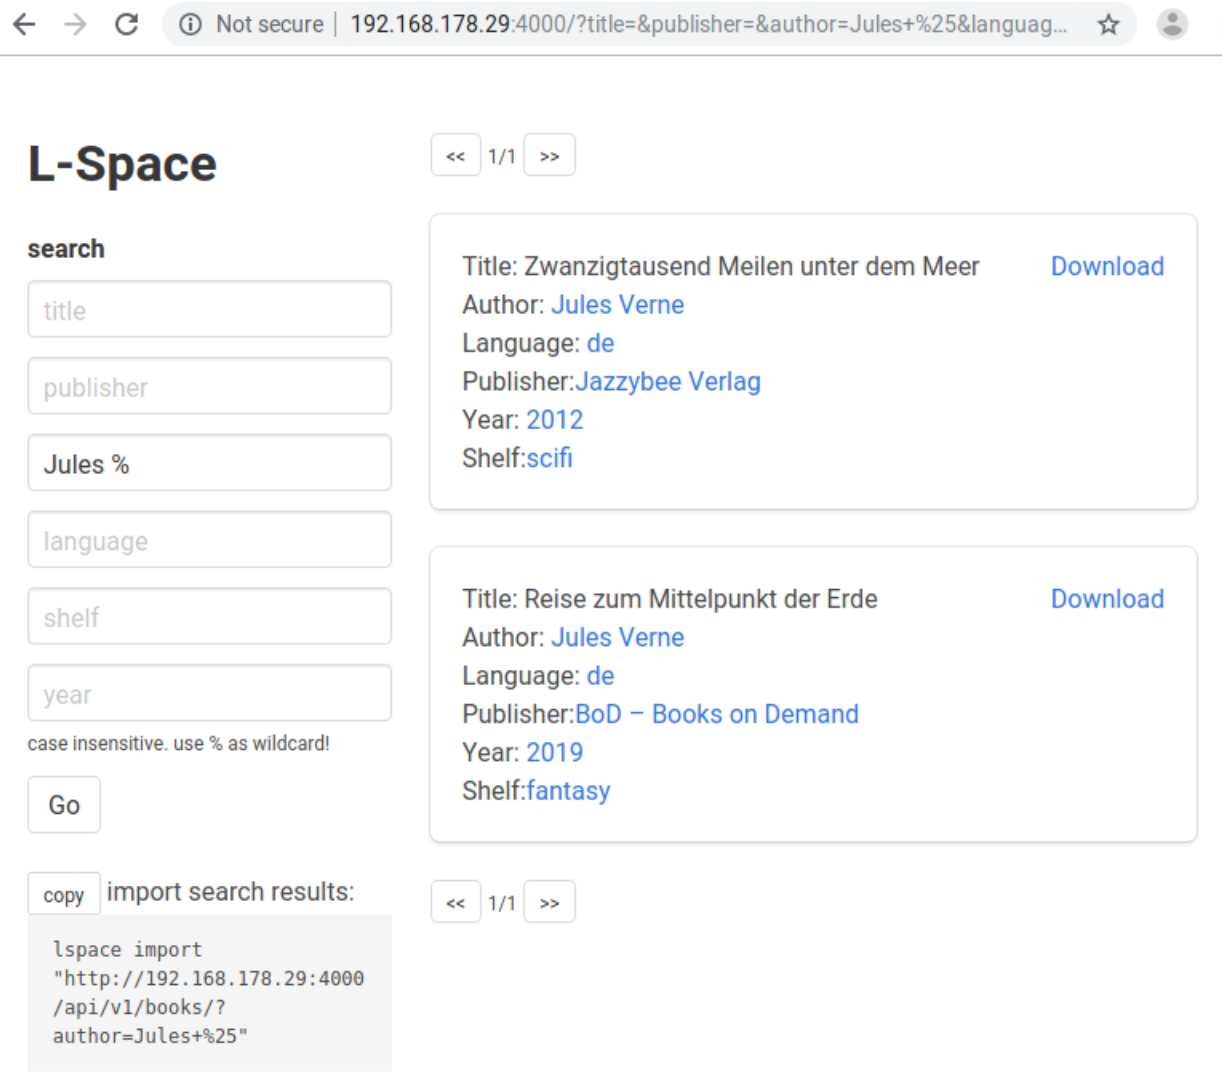 Not secure 192.168.178.29:4000/?title=&publisher=&author=Jules+%25&languag...
L-Space
search
title
publisher
Jules %
language
shelf
year
case insensitive. use % as wildcard!
Go
copy import search results:
lspace import
"http://192.168.178.29:4000
/api/v1/books/?
author=Jules+%25"
<< 1/1 >>
Title: Zwanzigtausend Meilen unter dem Meer Download
Author: Jules Verne
Language: de
Publisher:Jazzybee Verlag
Year: 2012
Shelf:scifi
Title: Reise zum Mittelpunkt der Erde Download
Author: Jules Verne
Language: de
Publisher:BoD – Books on Demand
Year: 2019
Shelf:fantasy
<< 1/1 >>